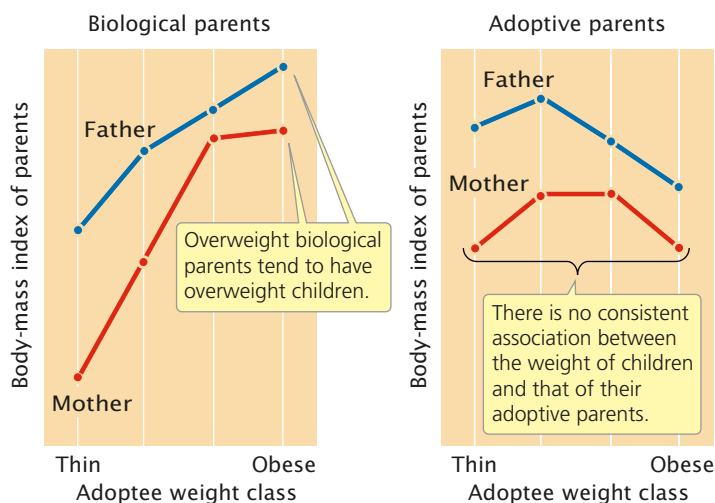 Biological parents
Body-mass index of parents
Father
Mother
Overweight biological
parents tend to have
overweight children.
Thin
Obese
Adoptee weight class
Adoptive parents
Body-mass index of parents
Father
Mother
There is no consistent
association between
the weight of children
and that of their
adoptive parents.
Thin
Obese
Adoptee weight class